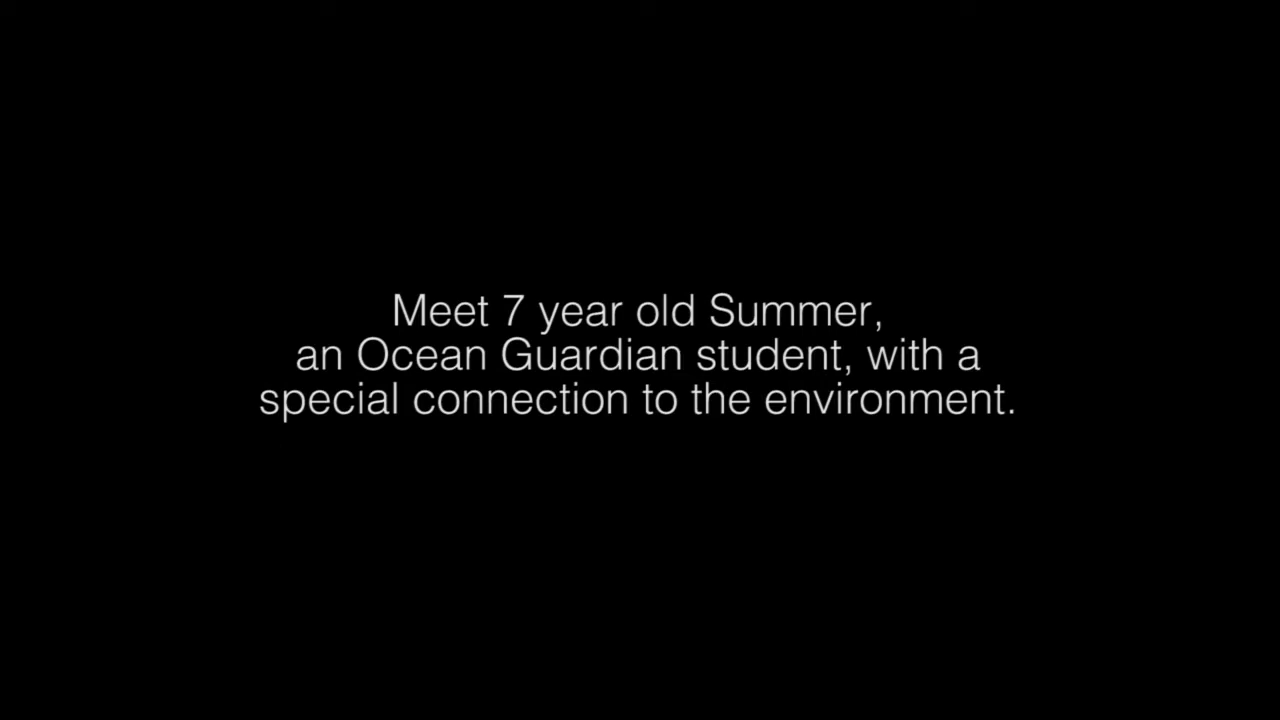 Meet 7 year old Summer,
an Ocean Guardian student, with a
special connection to the environment.